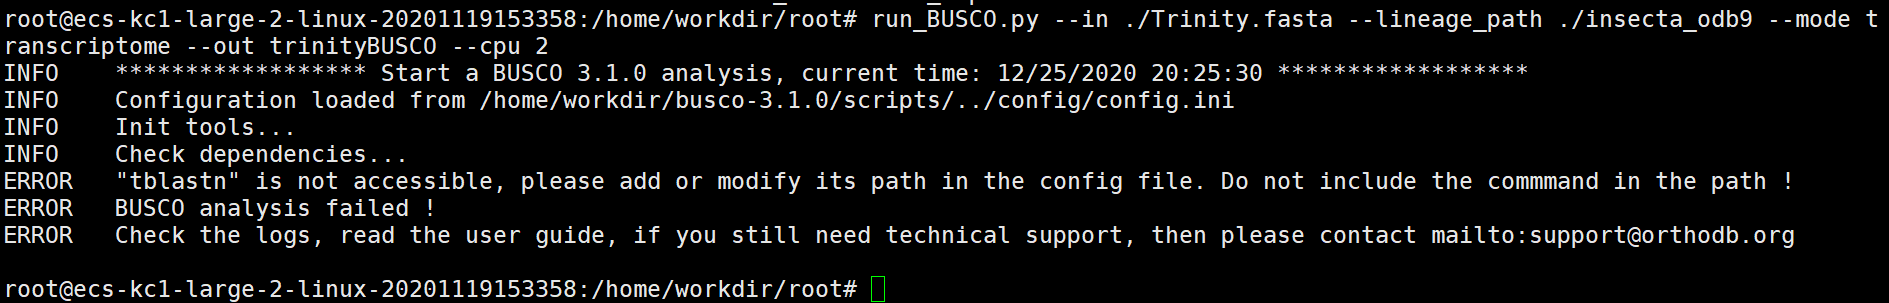 root@ecs-kc1-large-2-linux-20201119153358:/home/workdir/root# run_BUSCO.py --in ./Trinity.fasta --lineage_path ./insecta_odb9 --mode t
ranscriptome --out trinityBUSCO --cpu 2
INFO    ****************** Start a BUSCO 3.1.0 analysis, current time: 12/25/2020 20:25:30 ******************
INFO    Configuration loaded from /home/workdir/busco-3.1.0/scripts/../config/config.ini
INFO    Init tools...
INFO    Check dependencies...
ERROR   "tblastn" is not accessible, please add or modify its path in the config file. Do not include the commmand in the path !
ERROR   BUSCO analysis failed !
ERROR   Check the logs, read the user guide, if you still need technical support, then please contact mailto:support@orthodb.org
root@ecs-kc1-large-2-linux-20201119153358:/home/workdir/root#